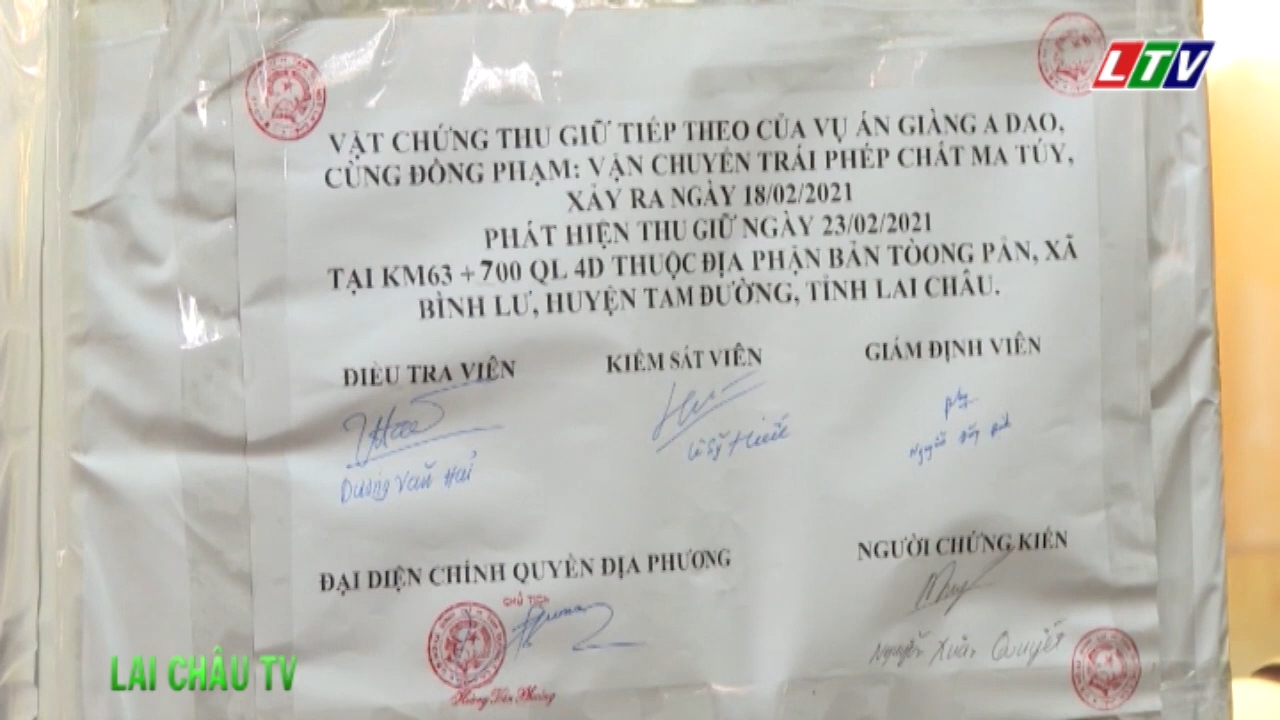 LTV
VẬT CHỨNG THU GIỮ TIẾP THEO CỦA VỤ ÁN GIÀNG A DAO,
CÙNG ĐỒNG PHẠM: VẬN CHUYỂN TRÁI PHÉP CHẤT MA TÚY,
XẢY RA NGÀY 18/02/2021
PHÁT HIỆN THU GIỮ NGÀY 23/02/2021
TẠI KM63 + 700 QL 4D THUỘC ĐỊA PHẬN BẢN TÒONG PẢN, XÃ
BÌNH LƯ, HUYỆN TAM ĐƯỜNG, TỈNH LAI CHÂU.
ĐIỀU TRA VIÊN KIỂM SÁT VIÊN GIÁM ĐỊNH VIÊN
Dương Văn Hải Nguyễn
ĐẠI DIỆN CHÍNH QUYỀN ĐỊA PHƯƠNG NGƯỜI CHỨNG KIẾN
CHỦ TỊCH
Nguyễn Xuân Quyết
LAI CHÂU TV